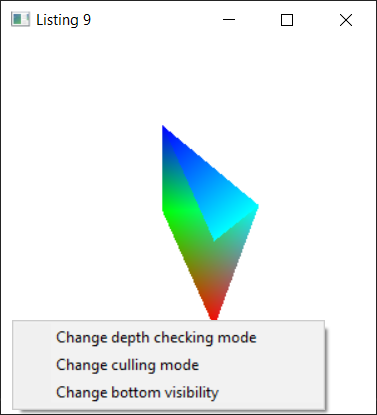 Listing 9
Change depth checking mode
Change culling mode
Change bottom visibility